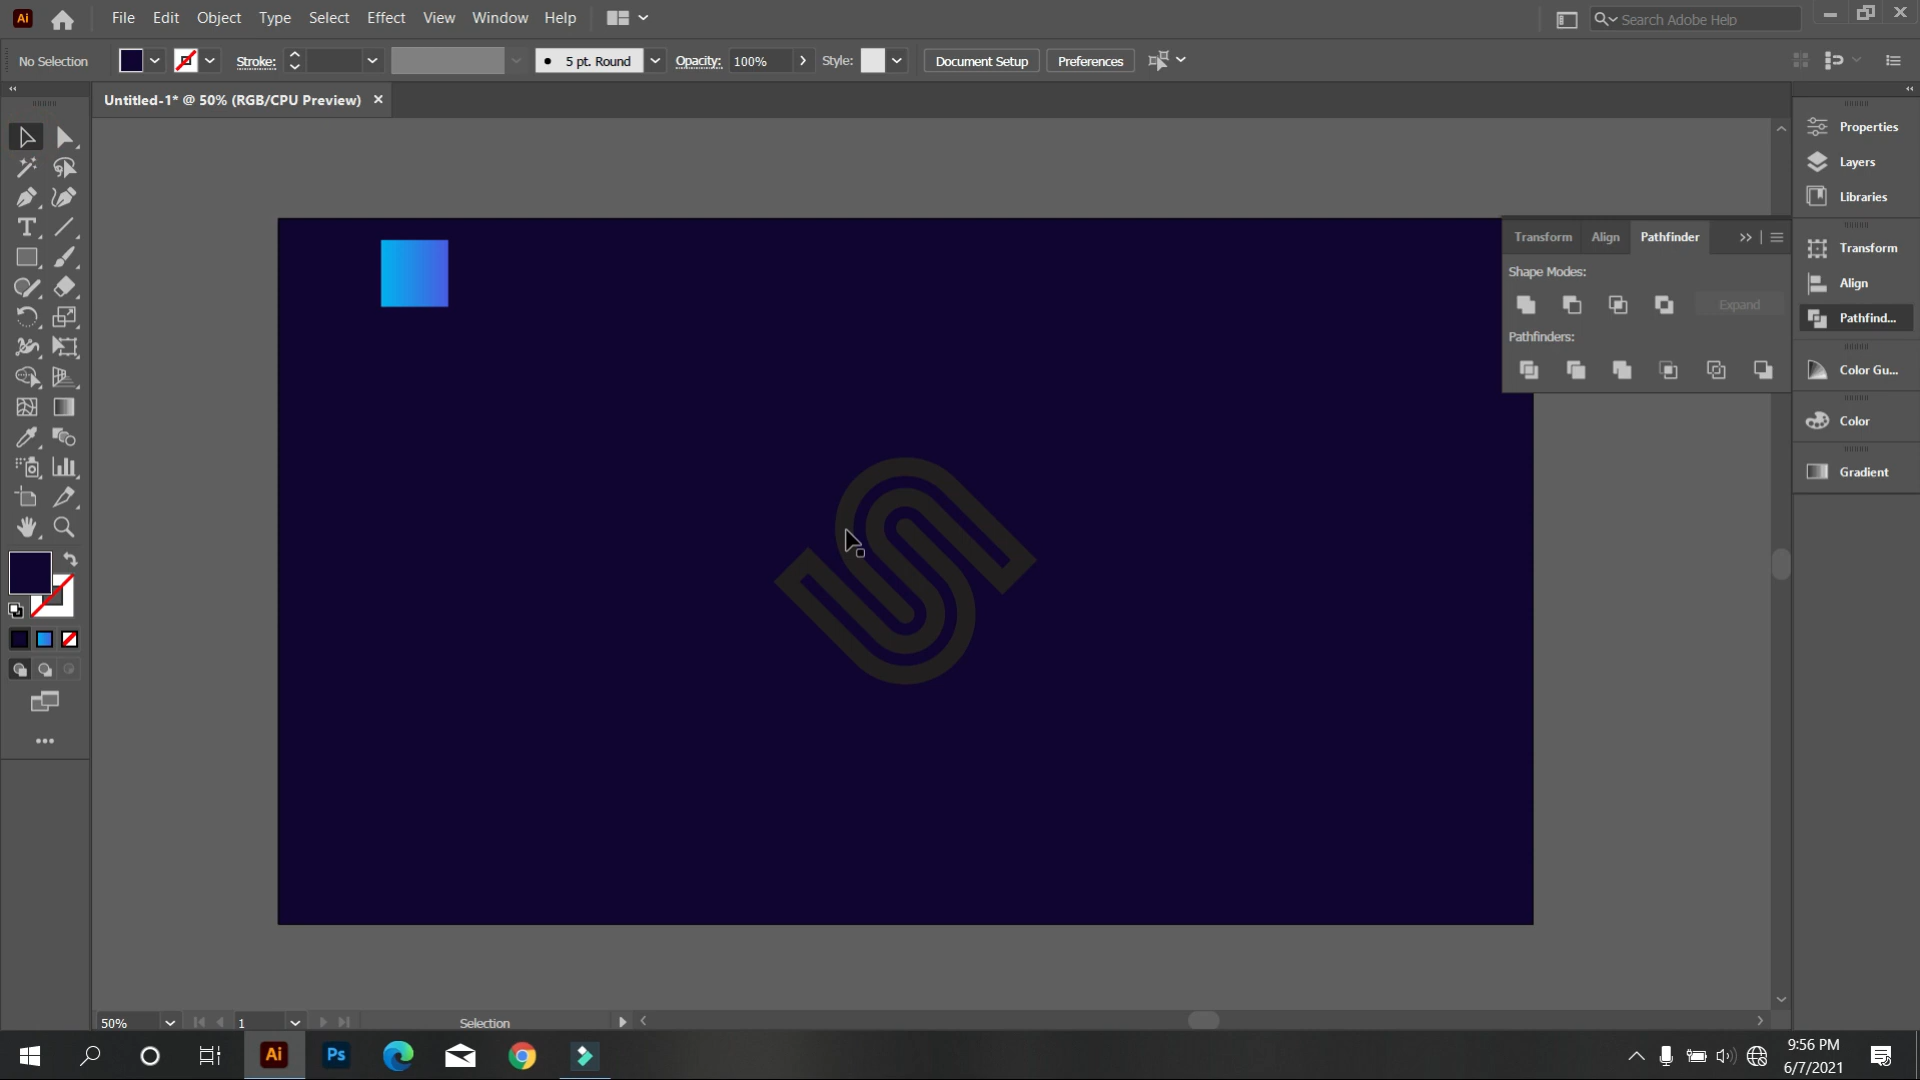 Ai File Edit Object Type Select Effect View Window Help Search Adobe Help
No Selection Stroke: 5 pt. Round Opacity: 100% Style: Document Setup Preferences
Untitled-1* @ 50% (RGB/CPU Preview)
Properties
Layers
Libraries
Transform Align Pathfinder
Shape Modes:
Expand
Pathfinders:
Transform
Align
Pathfind...
Color Gu...
Color
Gradient
50% 1 Selection
Ai Ps
9:56 PM
6/7/2021